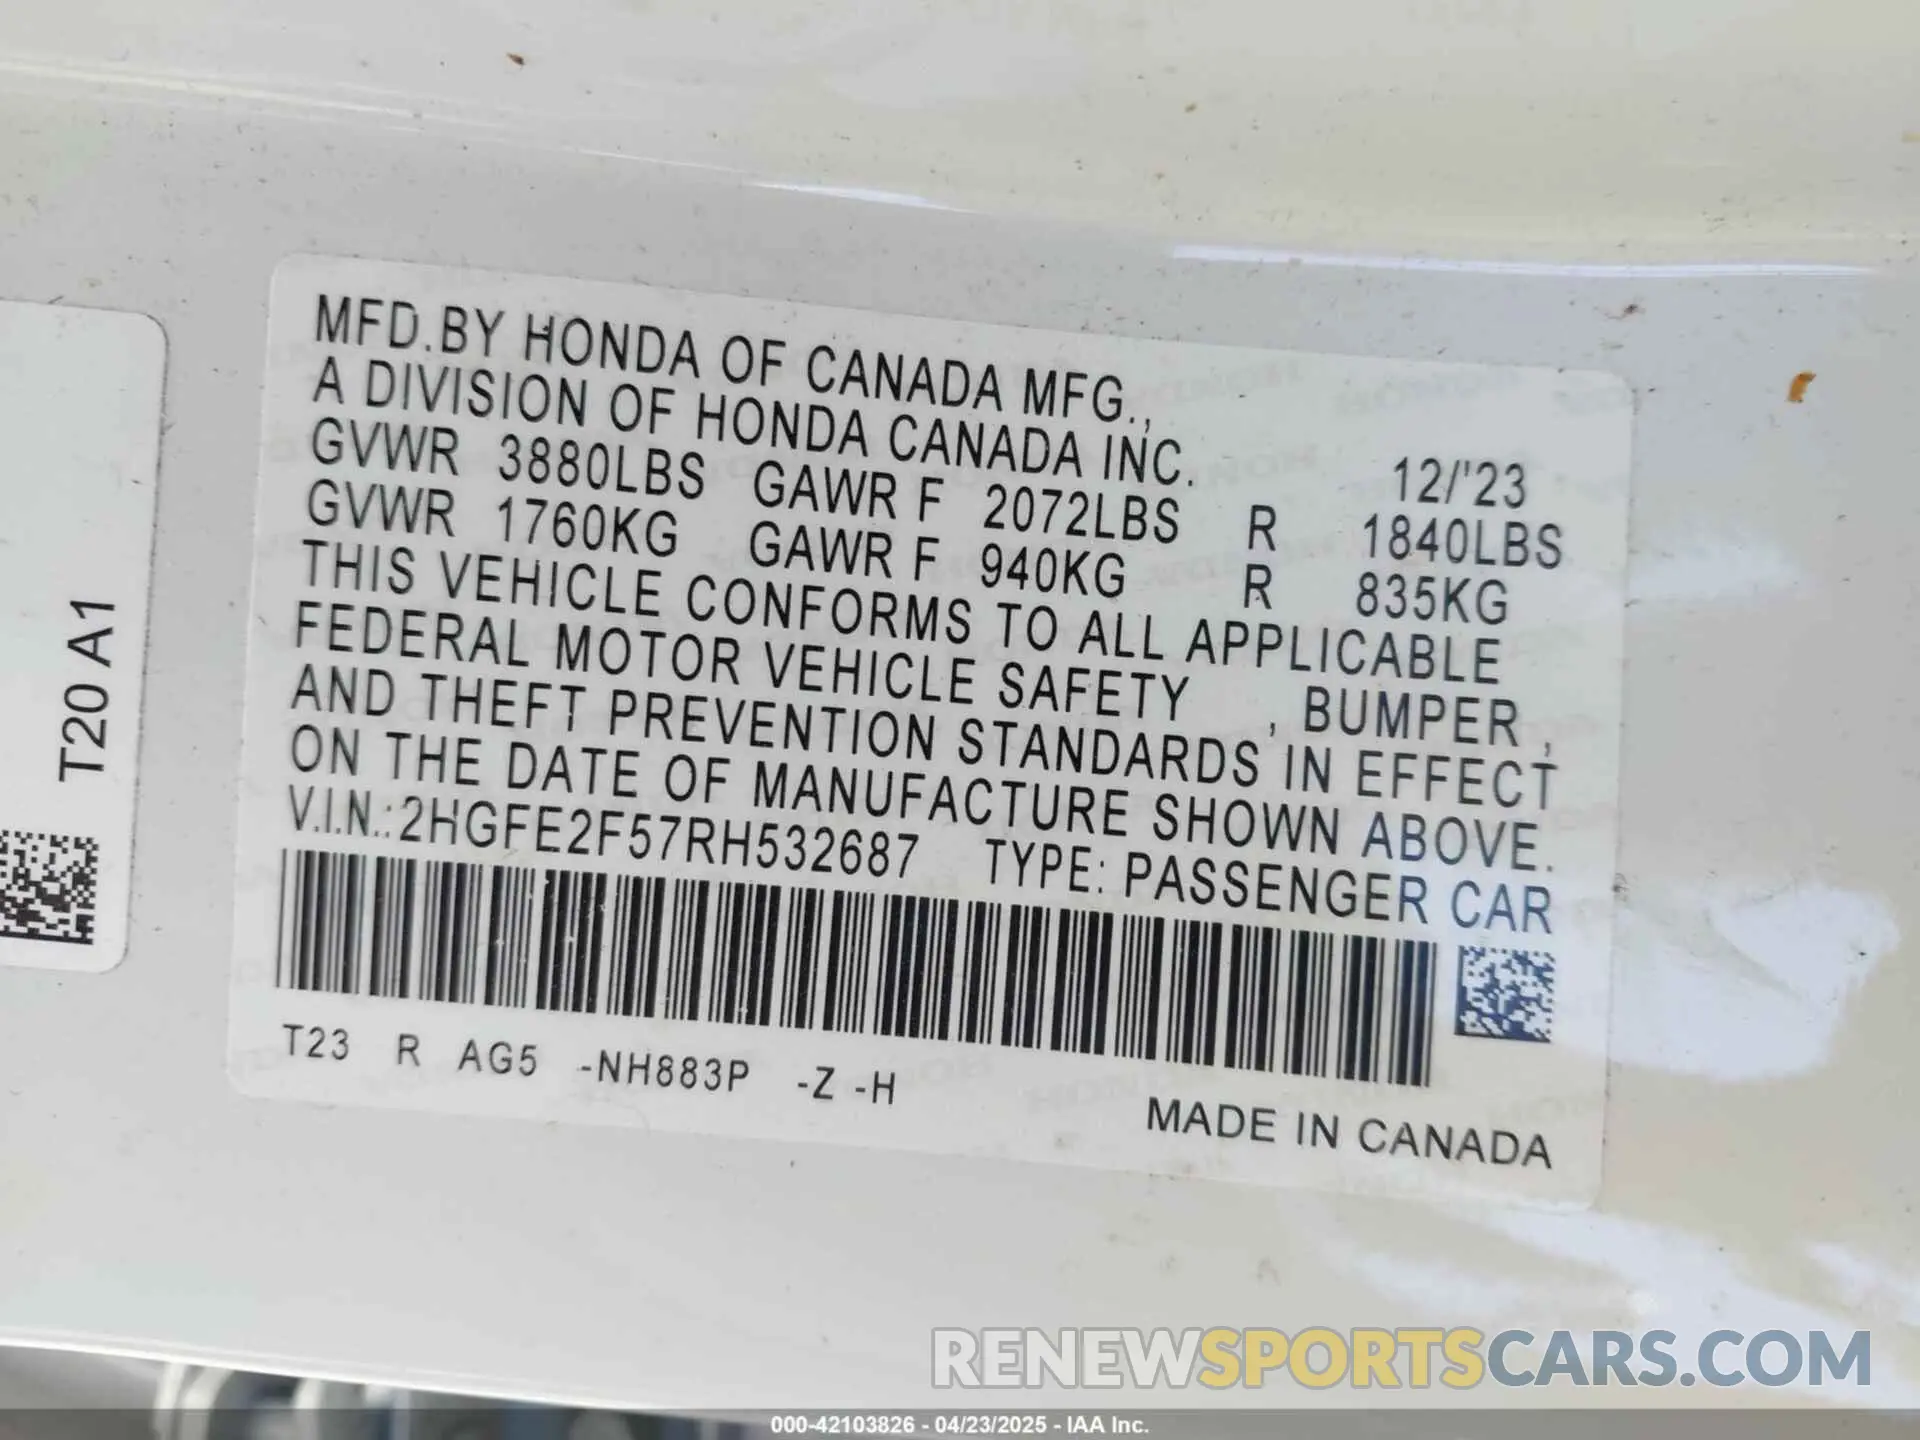 MFD.BY HONDA OF CANADA MFG.,
A DIVISION OF HONDA CANADA INC.
12/'23
GVWR 3880LBS GAWR F 2072LBS R 1840LBS
GVWR 1760KG GAWR F 940KG R 835KG
THIS VEHICLE CONFORMS TO ALL APPLICABLE
FEDERAL MOTOR VEHICLE SAFETY , BUMPER ,
AND THEFT PREVENTION STANDARDS IN EFFECT
ON THE DATE OF MANUFACTURE SHOWN ABOVE.
V.I.N.:2HGFE2F57RH532687 TYPE: PASSENGER CAR
T23 R AG5 -NH883P -Z -H
MADE IN CANADA
T20 A1
RENEWSPORTSCARS.COM
000-42103826 - 04/23/2025 - IAA Inc.